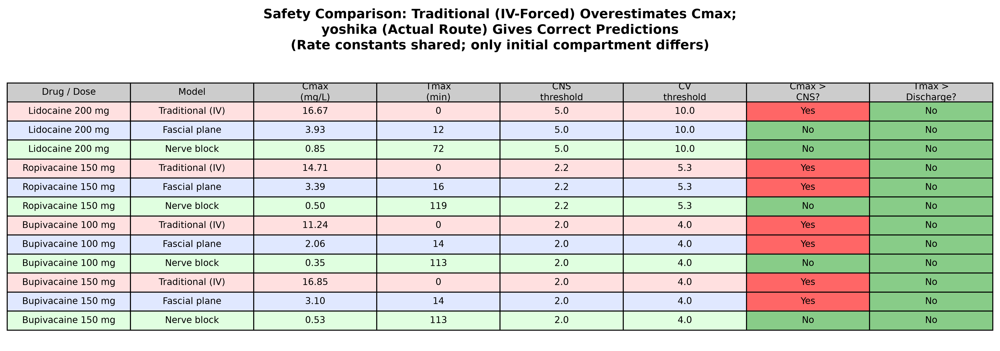 Safety Comparison: Traditional (IV-Forced) Overestimates Cmax;
yoshika (Actual Route) Gives Correct Predictions
(Rate constants shared; only initial compartment differs)
Drug / Dose Model Cmax (mg/L) Tmax (min) CNS threshold CV threshold Cmax > CNS? Tmax > Discharge?
Lidocaine 200 mg Traditional (IV) 16.67 0 5.0 10.0 Yes No
Lidocaine 200 mg Fascial plane 3.93 12 5.0 10.0 No No
Lidocaine 200 mg Nerve block 0.85 72 5.0 10.0 No No
Ropivacaine 150 mg Traditional (IV) 14.71 0 2.2 5.3 Yes No
Ropivacaine 150 mg Fascial plane 3.39 16 2.2 5.3 Yes No
Ropivacaine 150 mg Nerve block 0.50 119 2.2 5.3 No No
Bupivacaine 100 mg Traditional (IV) 11.24 0 2.0 4.0 Yes No
Bupivacaine 100 mg Fascial plane 2.06 14 2.0 4.0 Yes No
Bupivacaine 100 mg Nerve block 0.35 113 2.0 4.0 No No
Bupivacaine 150 mg Traditional (IV) 16.85 0 2.0 4.0 Yes No
Bupivacaine 150 mg Fascial plane 3.10 14 2.0 4.0 Yes No
Bupivacaine 150 mg Nerve block 0.53 113 2.0 4.0 No No